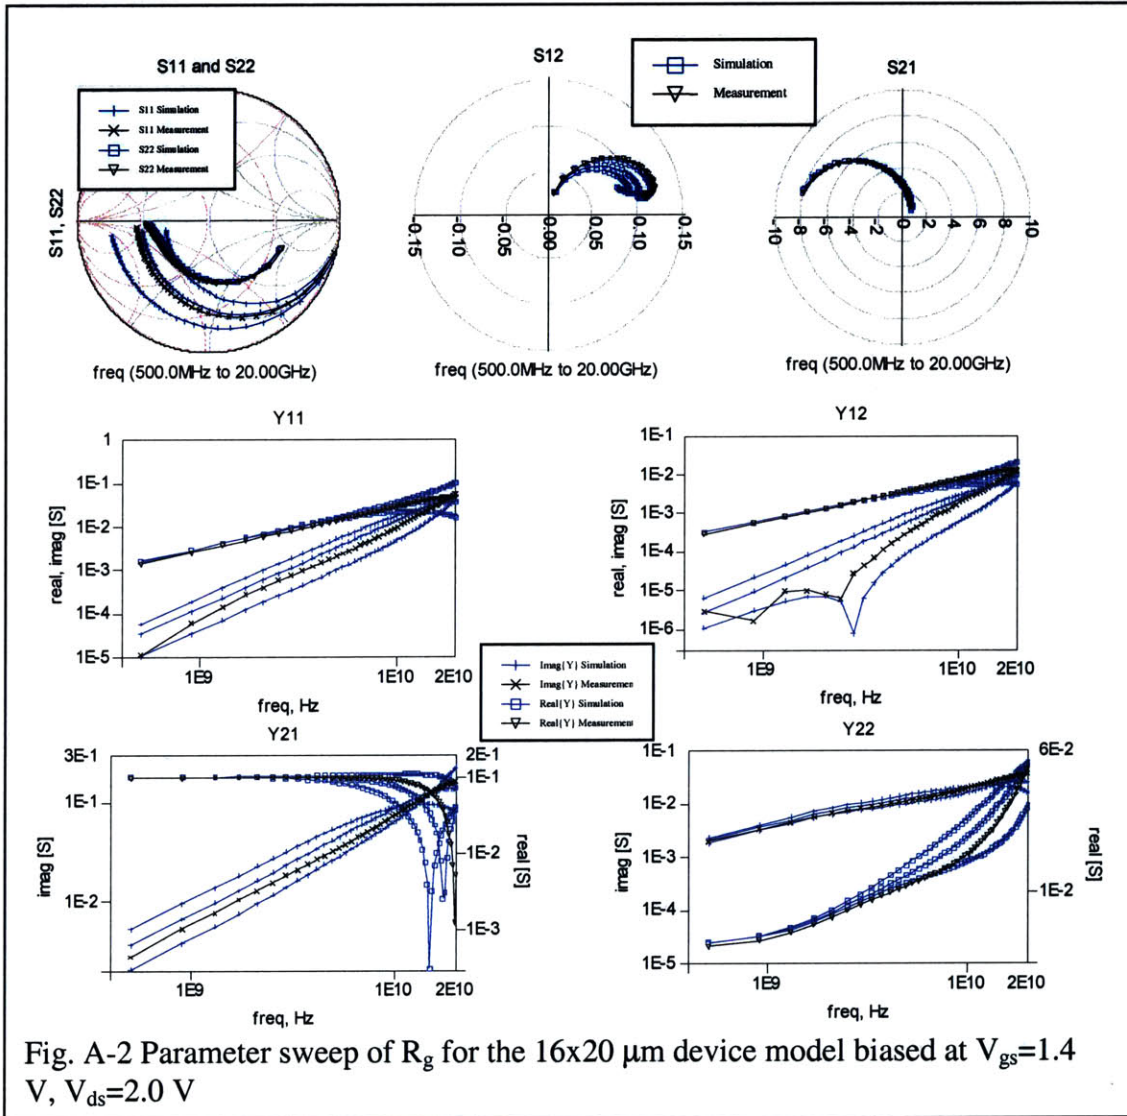 S11 and S22
S11 Simulation
S11 Measurement
S22 Simulation
S22 Measurement
S11, S22
freq (500.0MHz to 20.00GHz)
S12
-0.15
-0.10
-0.05
0.00
0.05
0.10
0.15
freq (500.0MHz to 20.00GHz)
Simulation
Measurement
S21
-10
-8
-6
-4
-2
0
2
4
6
8
10
freq (500.0MHz to 20.00GHz)
Y11
real, imag [S]
1
1E-1
1E-2
1E-3
1E-4
1E-5
1E9
1E10
2E10
freq, Hz
Y12
real, imag [S]
1E-1
1E-2
1E-3
1E-4
1E-5
1E-6
1E9
1E10
2E10
freq, Hz
Imag{Y} Simulation
Imag{Y} Measuremen
Real{Y} Simulation
Real{Y} Measurement
Y21
imag [S]
3E-1
1E-1
1E-2
2E-1
1E-1
1E-2
1E-3
real [S]
1E9
1E10
2E10
freq, Hz
Y22
imag [S]
1E-1
1E-2
1E-3
1E-4
1E-5
6E-2
1E-2
real [S]
1E9
1E10
2E10
freq, Hz
Fig. A-2 Parameter sweep of Rg for the 16x20 μm device model biased at Vgs=1.4
V, Vds=2.0 V